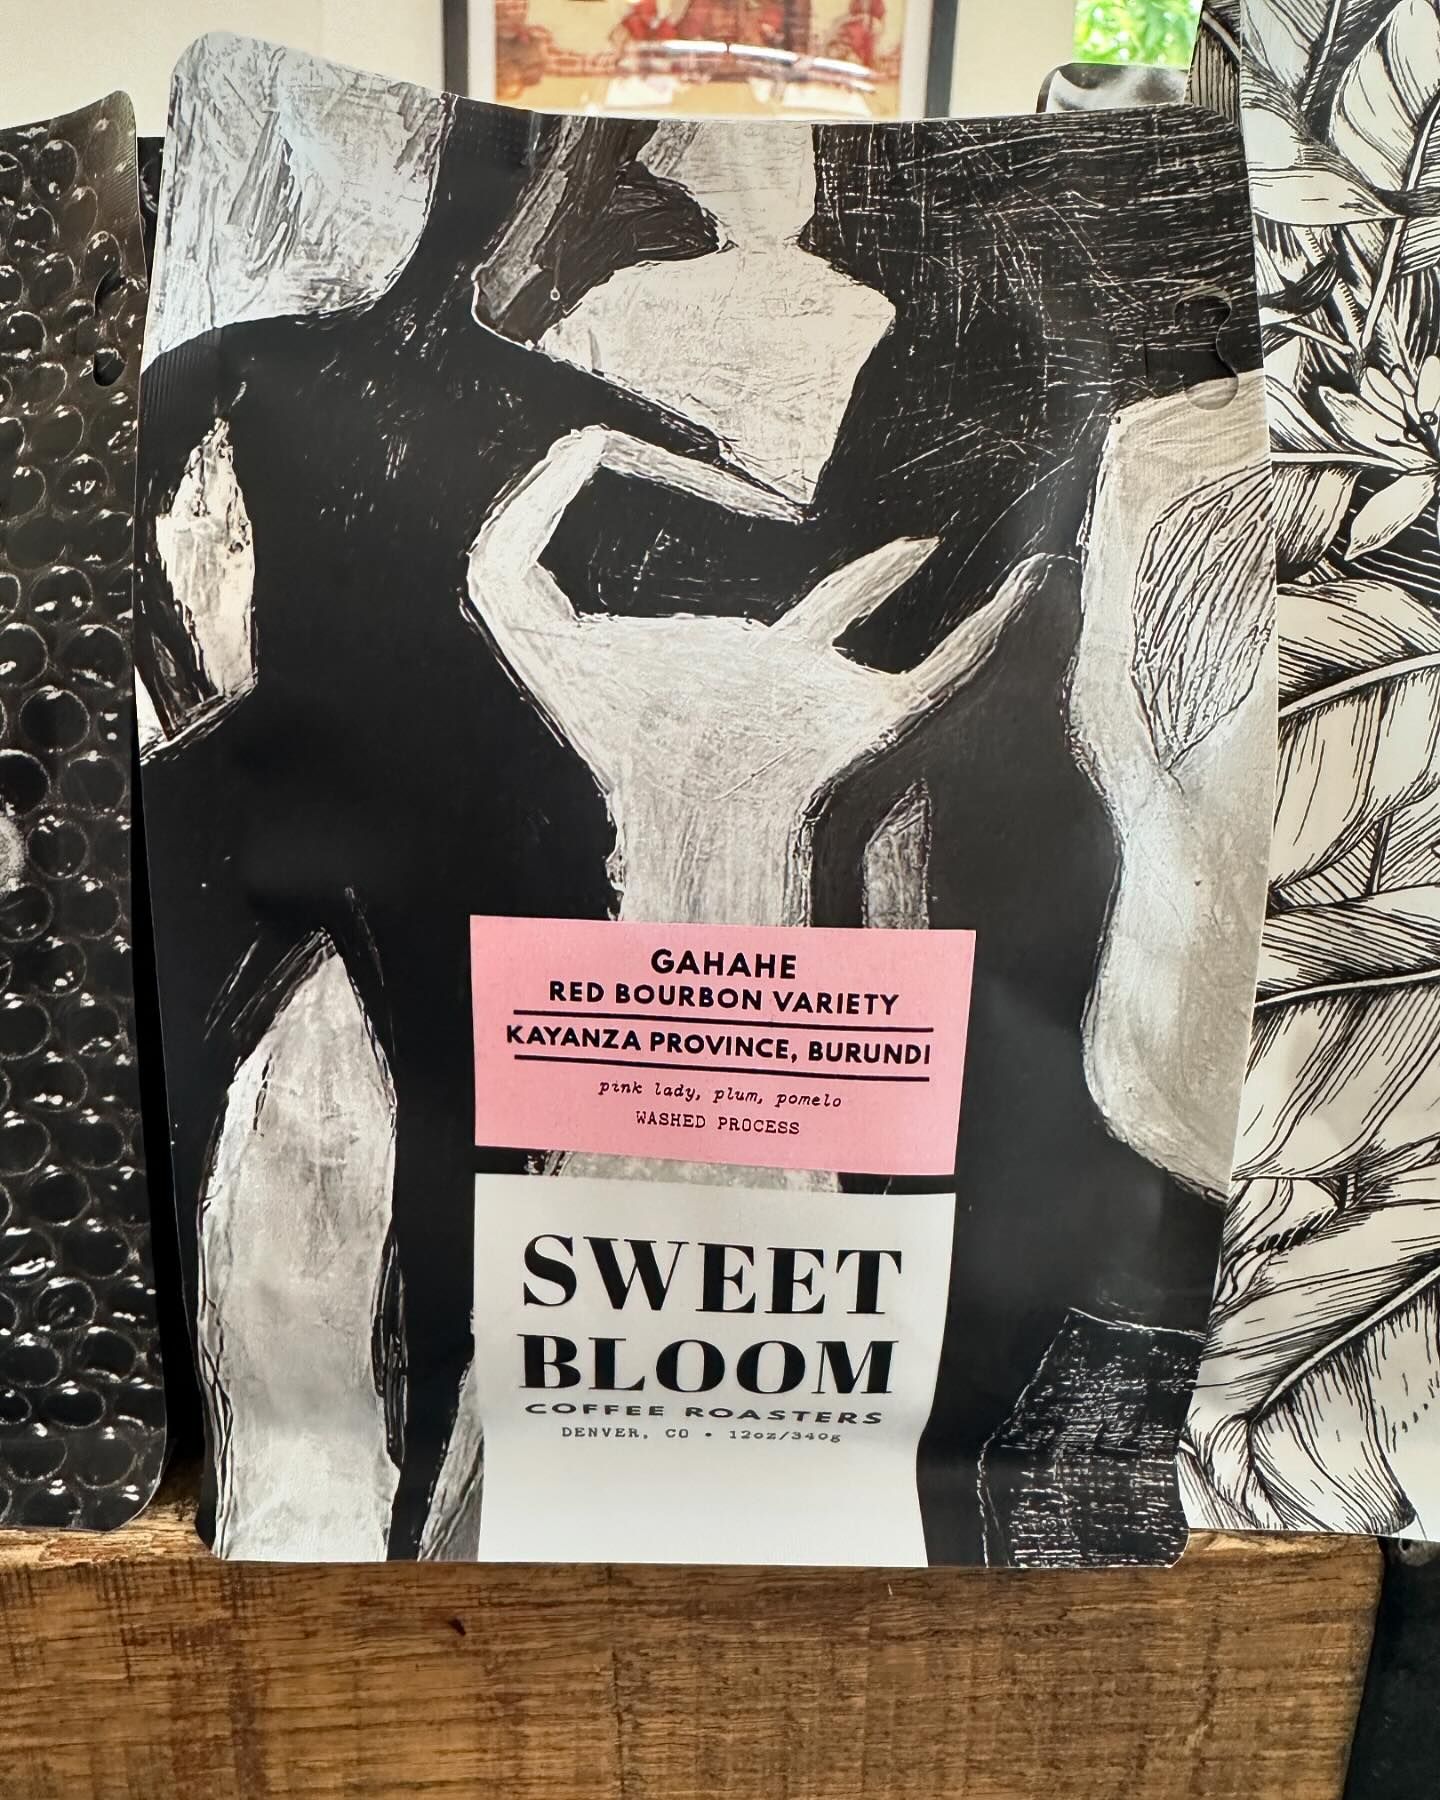 GAHAHE
RED BOURBON VARIETY
KAYANZA PROVINCE, BURUNDI
pink lady, plum, pomelo
WASHED PROCESS
SWEET
BLOOM
COFFEE ROASTERS
DENVER, CO • 12oz/340g